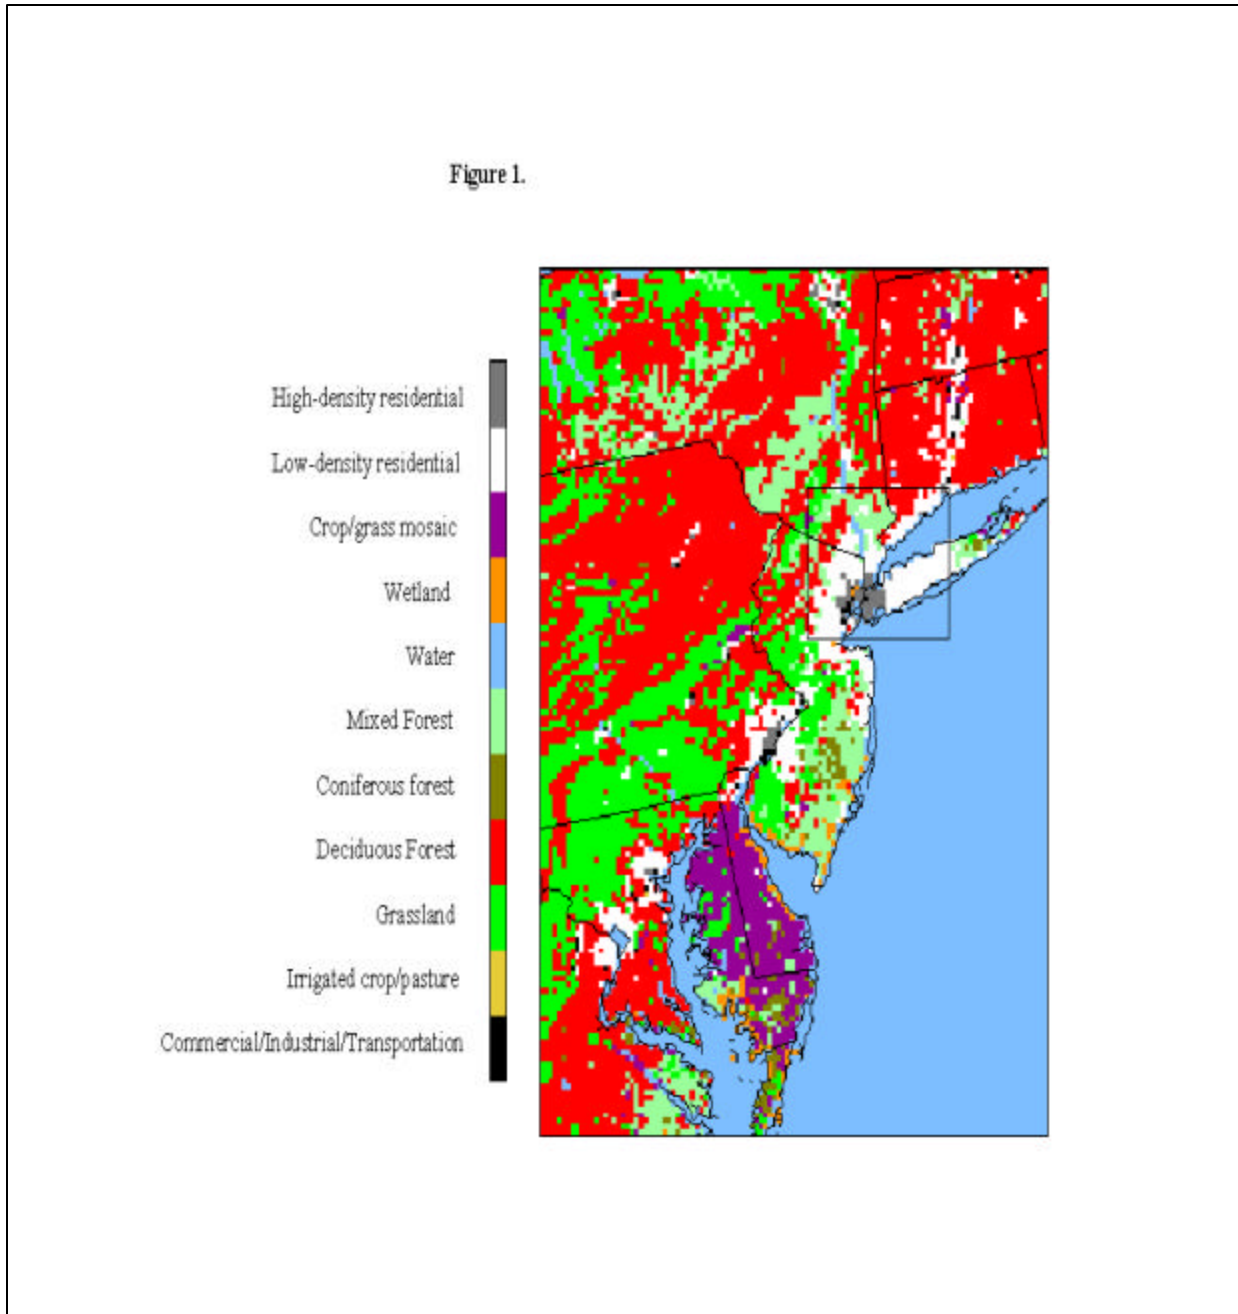 Figure 1.
High-density residential
Low-density residential
Crop/grass mosaic
Wetland
Water
Mixed Forest
Coniferous forest
Deciduous Forest
Grassland
Irrigated crop/pasture
Commercial/Industrial/Transportation